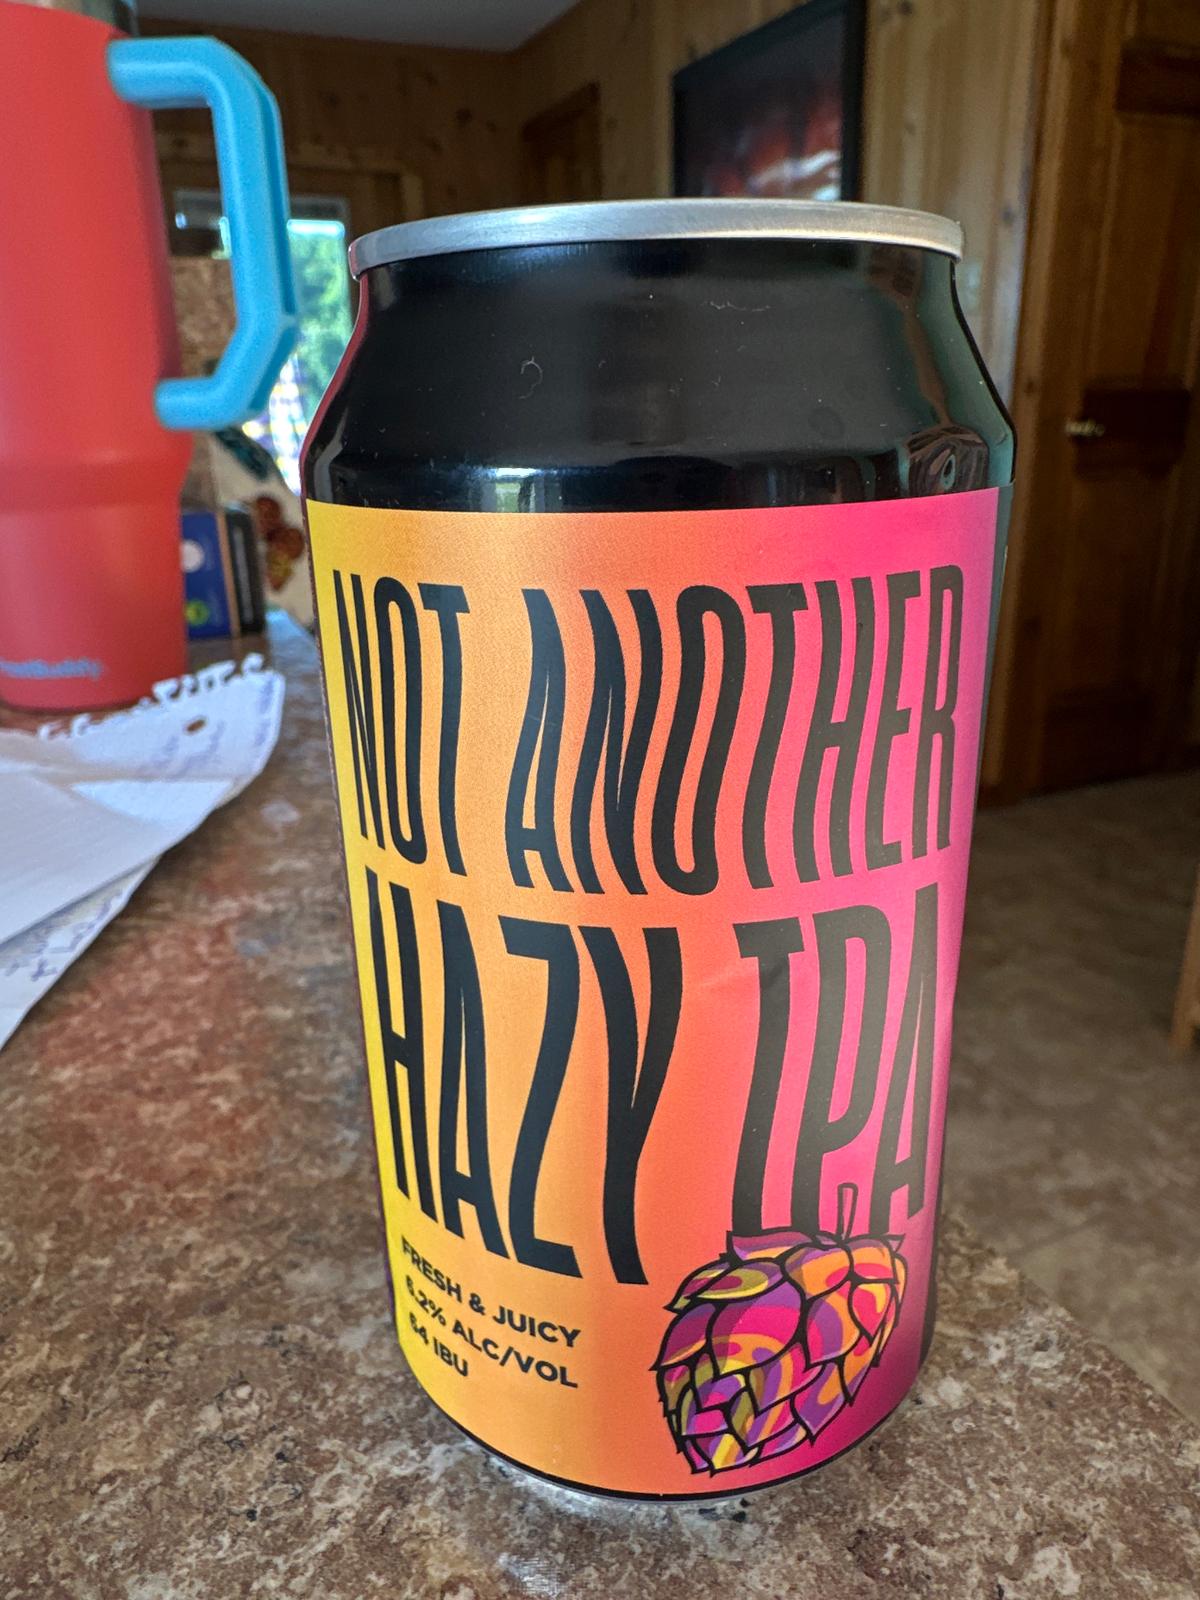 NOT ANOTHER
HAZY IPA
FRESH & JUICY
6.2% ALC/VOL
64 IBU